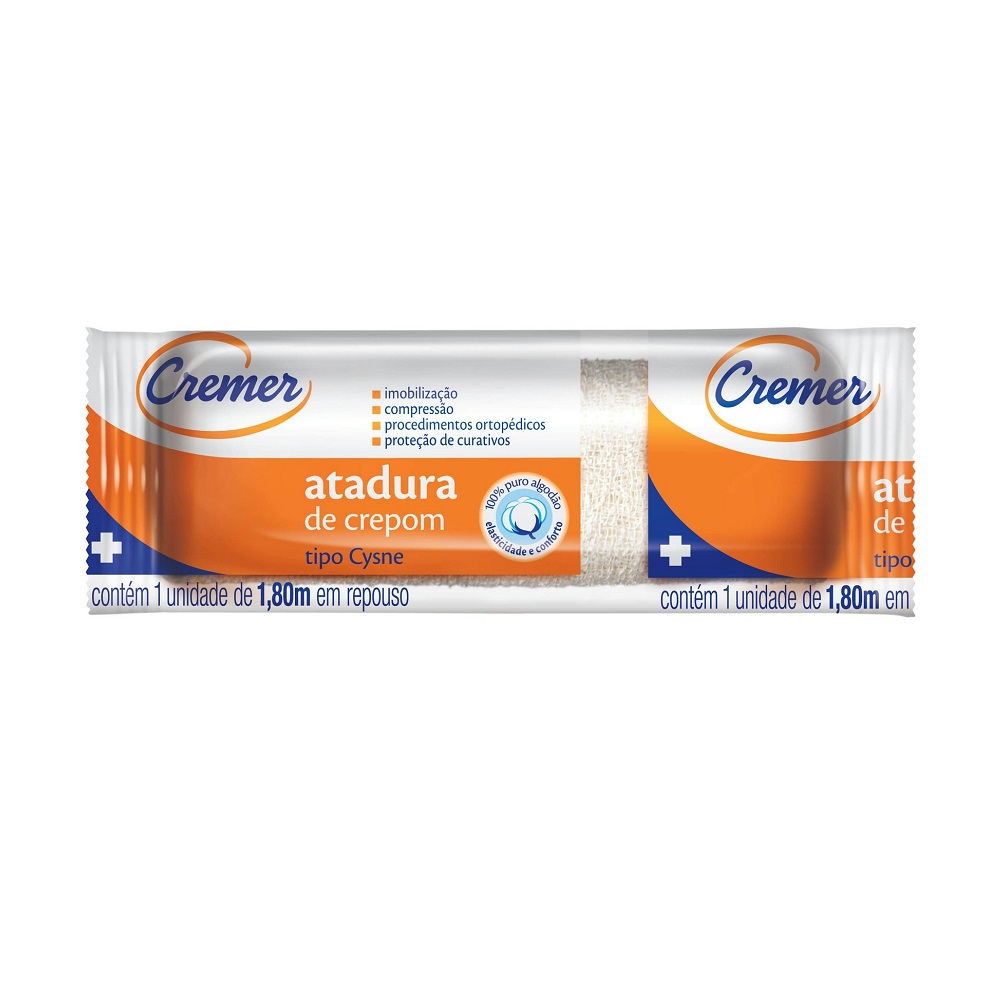 Cremer
imobilização
compressão
procedimentos ortopédicos
proteção de curativos
atadura
de crepom
tipo Cysne
100% puro algodão
elasticidade e conforto
contém 1 unidade de 1,80m em repouso
Cremer
at
de
tipo
contém 1 unidade de 1,80m em